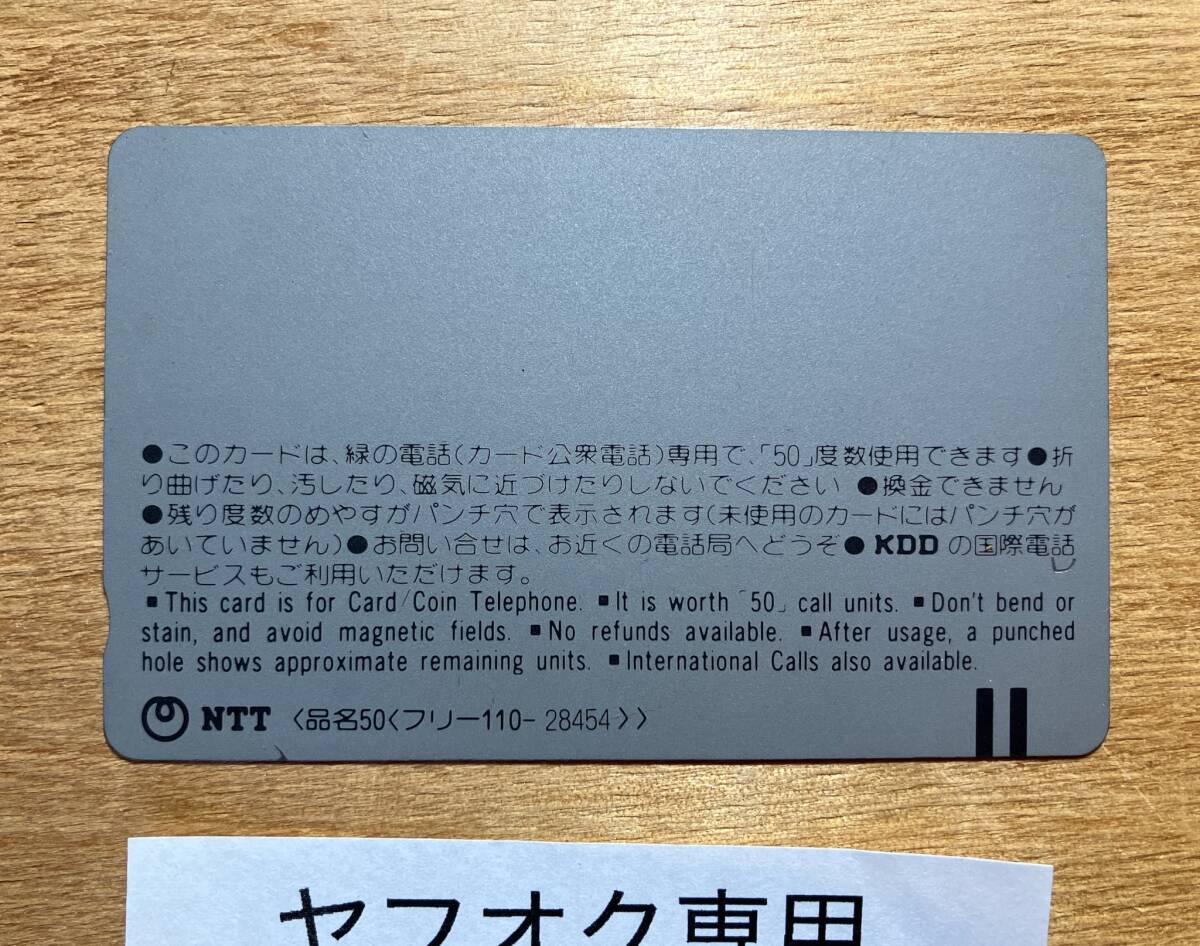 ●このカードは、緑の電話(カード公衆電話)専用で、「50」度数使用できます●折
り曲げたり、汚したり、磁気に近づけたりしないでください ●換金できません
●残り度数のめやすがパンチ穴で表示されます(未使用のカードにはパンチ穴が
あいていません)●お問い合せは、お近くの電話局へどうぞ● KDD の国際電話
サービスもご利用いただけます。
▪This card is for Card/Coin Telephone. ▪It is worth「50」call units. ▪Don't bend or
stain, and avoid magnetic fields. ▪No refunds available. ▪After usage, a punched
hole shows approximate remaining units. ▪International Calls also available.
NTT 〈品名50〈フリー110-28454〉〉
ヤフオク専用